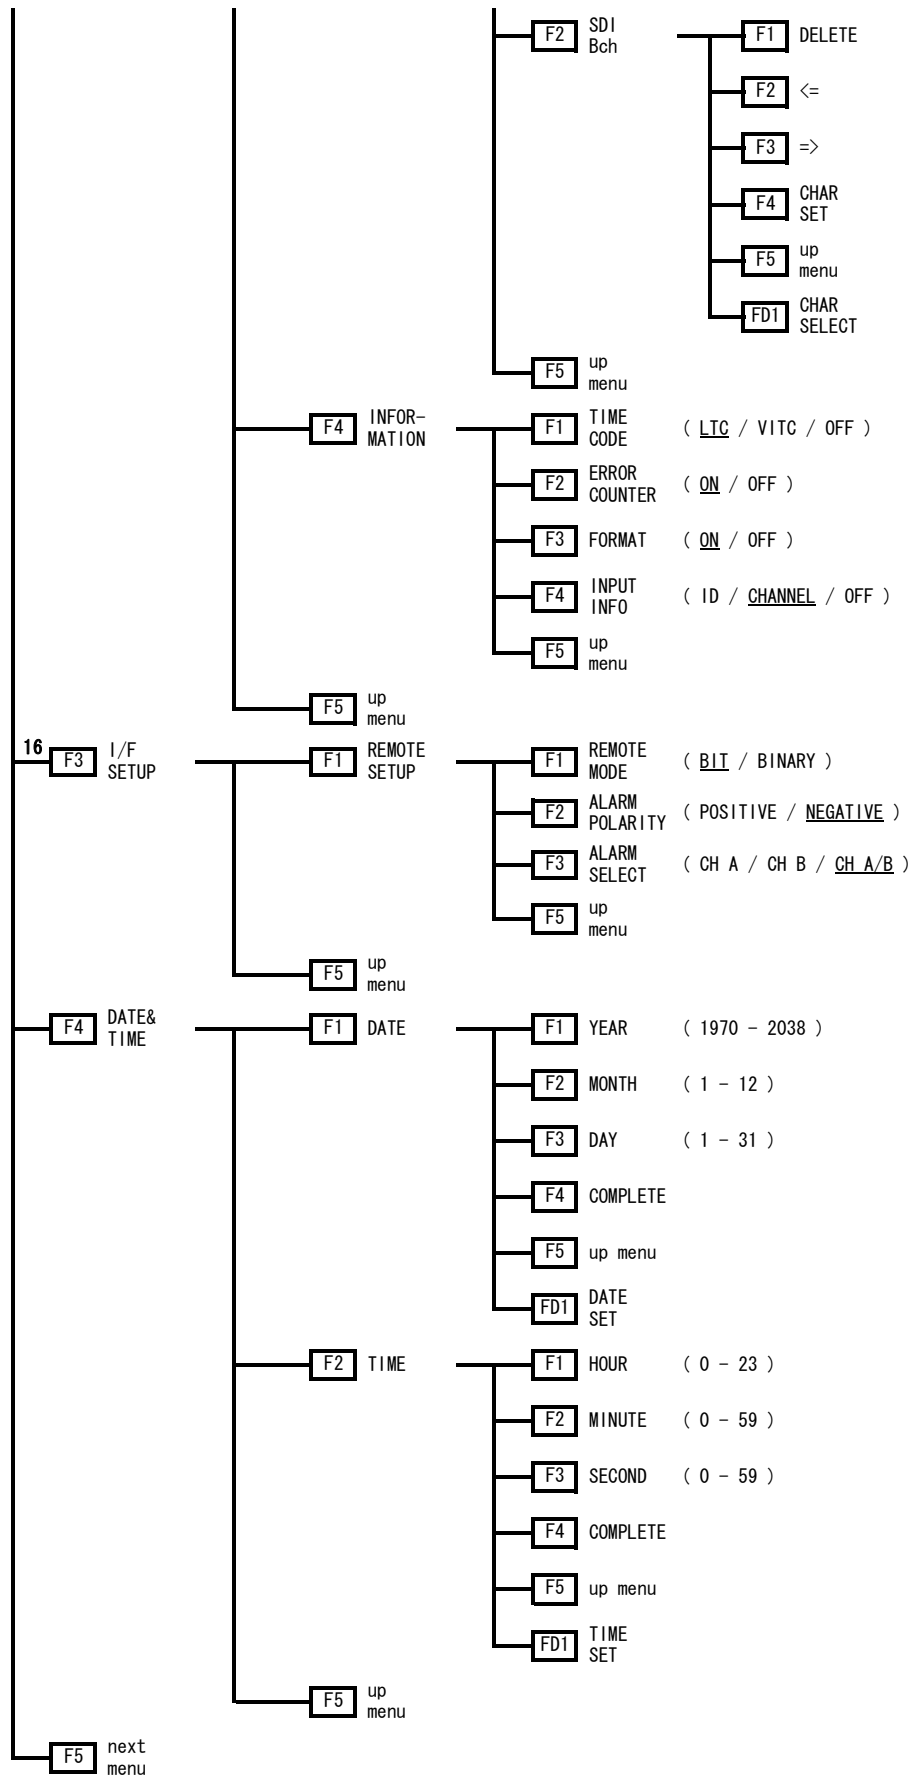 F2 SDI
Bch
F1 DELETE
F2 <=
F3 =>
F4 CHAR
SET
F5 up
menu
FD1 CHAR
SELECT
F5 up
menu
F4 INFOR-
MATION
F1 TIME
CODE ( LTC / VITC / OFF )
F2 ERROR
COUNTER ( ON / OFF )
F3 FORMAT ( ON / OFF )
F4 INPUT
INFO ( ID / CHANNEL / OFF )
F5 up
menu
F5 up
menu
16 F3 I/F
SETUP
F1 REMOTE
SETUP
F1 REMOTE
MODE ( BIT / BINARY )
F2 ALARM
POLARITY ( POSITIVE / NEGATIVE )
F3 ALARM
SELECT ( CH A / CH B / CH A/B )
F5 up
menu
F5 up
menu
F4 DATE&
TIME
F1 DATE
F1 YEAR ( 1970 - 2038 )
F2 MONTH ( 1 - 12 )
F3 DAY ( 1 - 31 )
F4 COMPLETE
F5 up menu
FD1 DATE
SET
F2 TIME
F1 HOUR ( 0 - 23 )
F2 MINUTE ( 0 - 59 )
F3 SECOND ( 0 - 59 )
F4 COMPLETE
F5 up menu
FD1 TIME
SET
F5 up
menu
F5 next
menu